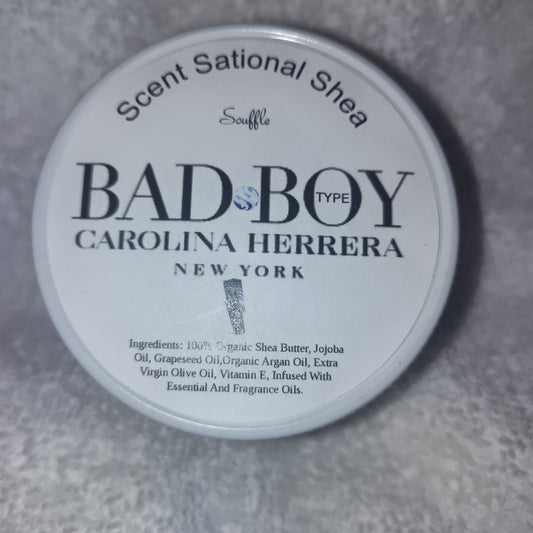 Scent Sational Shea
Souffle
BAD BOY
TYPE
CAROLINA HERRERA
NEW YORK
Ingredients: 100% Organic Shea Butter, Jojoba
Oil, Grapeseed Oil,Organic Argan Oil, Extra
Virgin Olive Oil, Vitamin E, Infused With
Essential And Fragrance Oils.